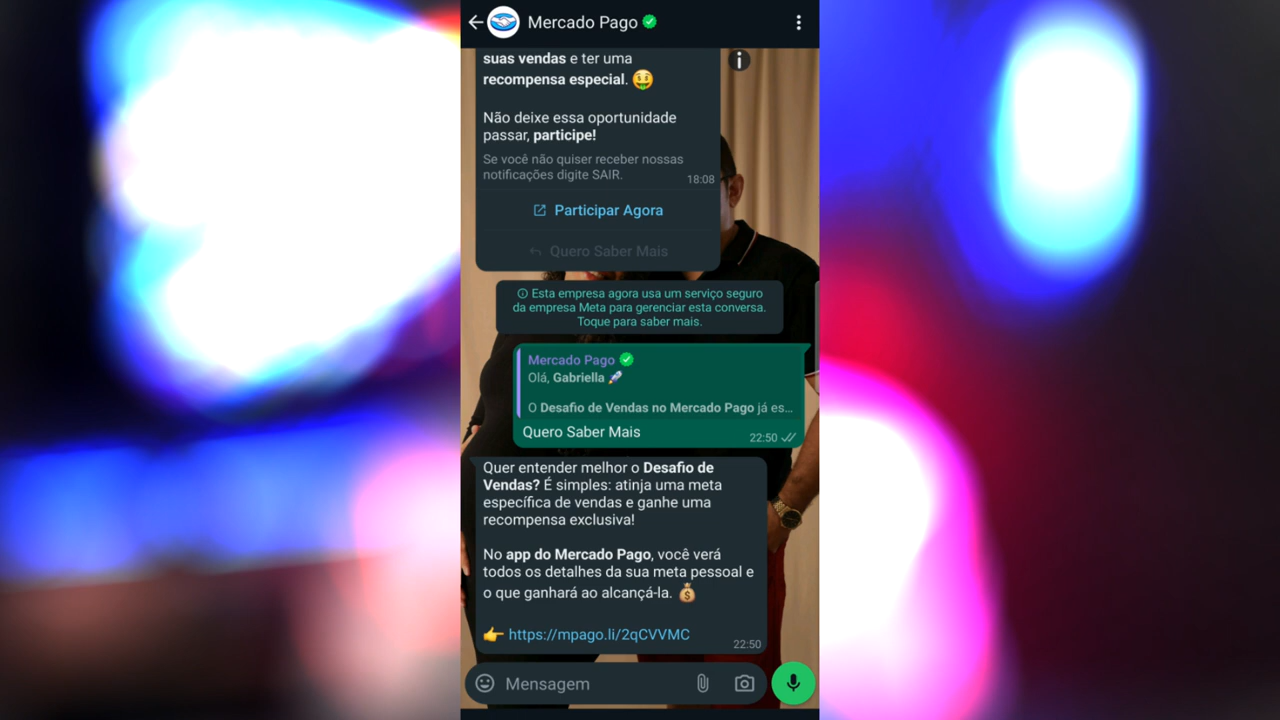 Mercado Pago
suas vendas e ter uma
recompensa especial. 🤑
Não deixe essa oportunidade
passar, participe!
Se você não quiser receber nossas
notificações digite SAIR.
18:08
Participar Agora
Quero Saber Mais
Esta empresa agora usa um serviço seguro
da empresa Meta para gerenciar esta conversa.
Toque para saber mais.
Mercado Pago
Olá, Gabriella 🚀
O Desafio de Vendas no Mercado Pago já es...
Quero Saber Mais
22:50
Quer entender melhor o Desafio de
Vendas? É simples: atinja uma meta
específica de vendas e ganhe uma
recompensa exclusiva!
No app do Mercado Pago, você verá
todos os detalhes da sua meta pessoal e
o que ganhará ao alcançá-la. 💰
👉 https://mpago.li/2qCVVMC
22:50
Mensagem